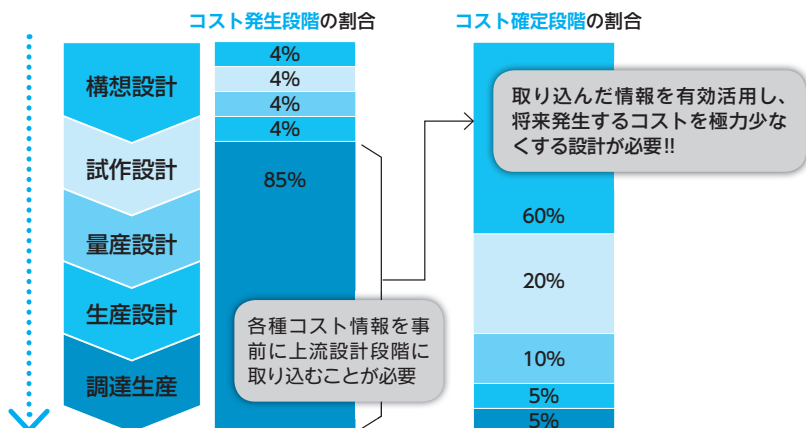 コスト発生段階の割合
コスト確定段階の割合
構想設計
試作設計
量産設計
生産設計
調達生産
4%
4%
4%
4%
85%
各種コスト情報を事
前に上流設計段階に
取り込むことが必要
取り込んだ情報を有効活用し、
将来発生するコストを極力少な
くする設計が必要!!
60%
20%
10%
5%
5%